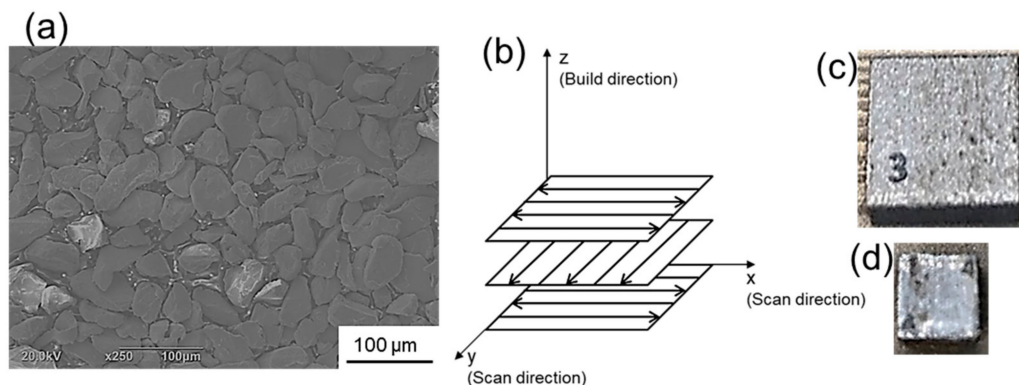 (a)
20.0kV x250 100μm
100 μm
(b)
z
(Build direction)
x
(Scan direction)
y
(Scan direction)
(c)
3
(d)